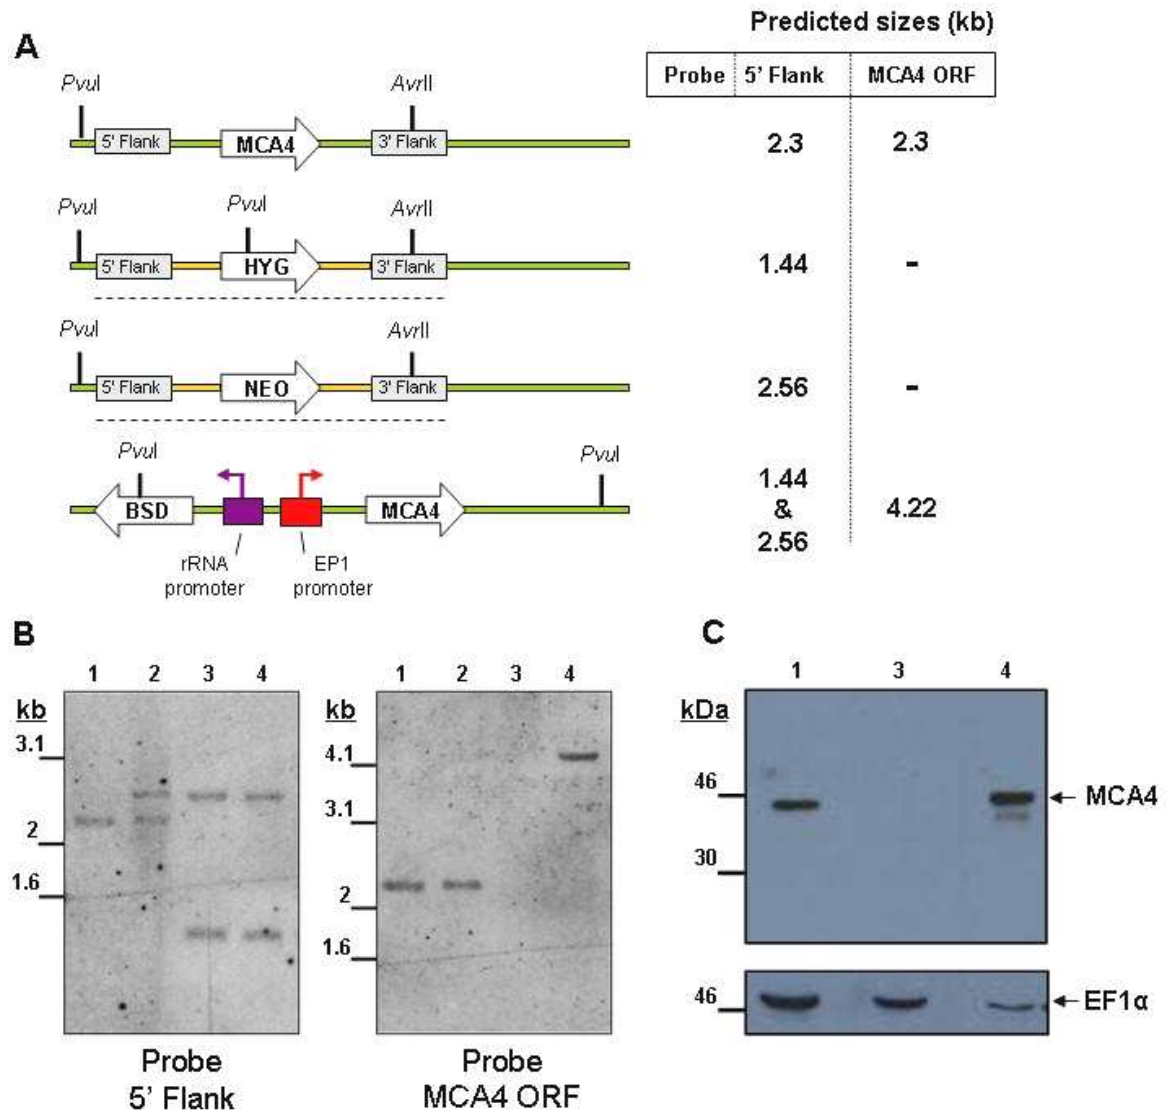 Predicted sizes (kb)
A
Probe 5' Flank MCA4 ORF
PvuI AvrII
5' Flank MCA4 3' Flank
2.3 2.3
PvuI PvuI AvrII
5' Flank HYG 3' Flank
1.44 -
PvuI AvrII
5' Flank NEO 3' Flank
2.56 -
PvuI PvuI
BSD MCA4
1.44
&
2.56
4.22
rRNA
promoter
EP1
promoter
B
1 2 3 4
kb
3.1
2
1.6
Probe
5' Flank
1 2 3 4
kb
4.1
3.1
2
1.6
Probe
MCA4 ORF
C
1 3 4
kDa
46
30
MCA4
46
EF1α